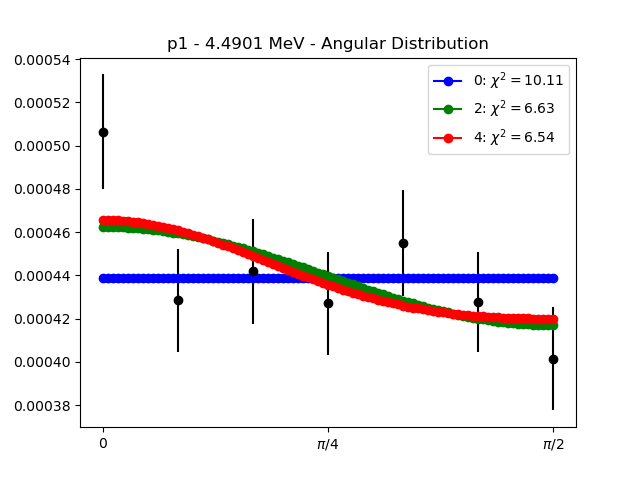 p1 - 4.4901 MeV - Angular Distribution
0.00054
0.00052
0.00050
0.00048
0.00046
0.00044
0.00042
0.00040
0.00038
0: χ² = 10.11
2: χ² = 6.63
4: χ² = 6.54
0
π/4
π/2